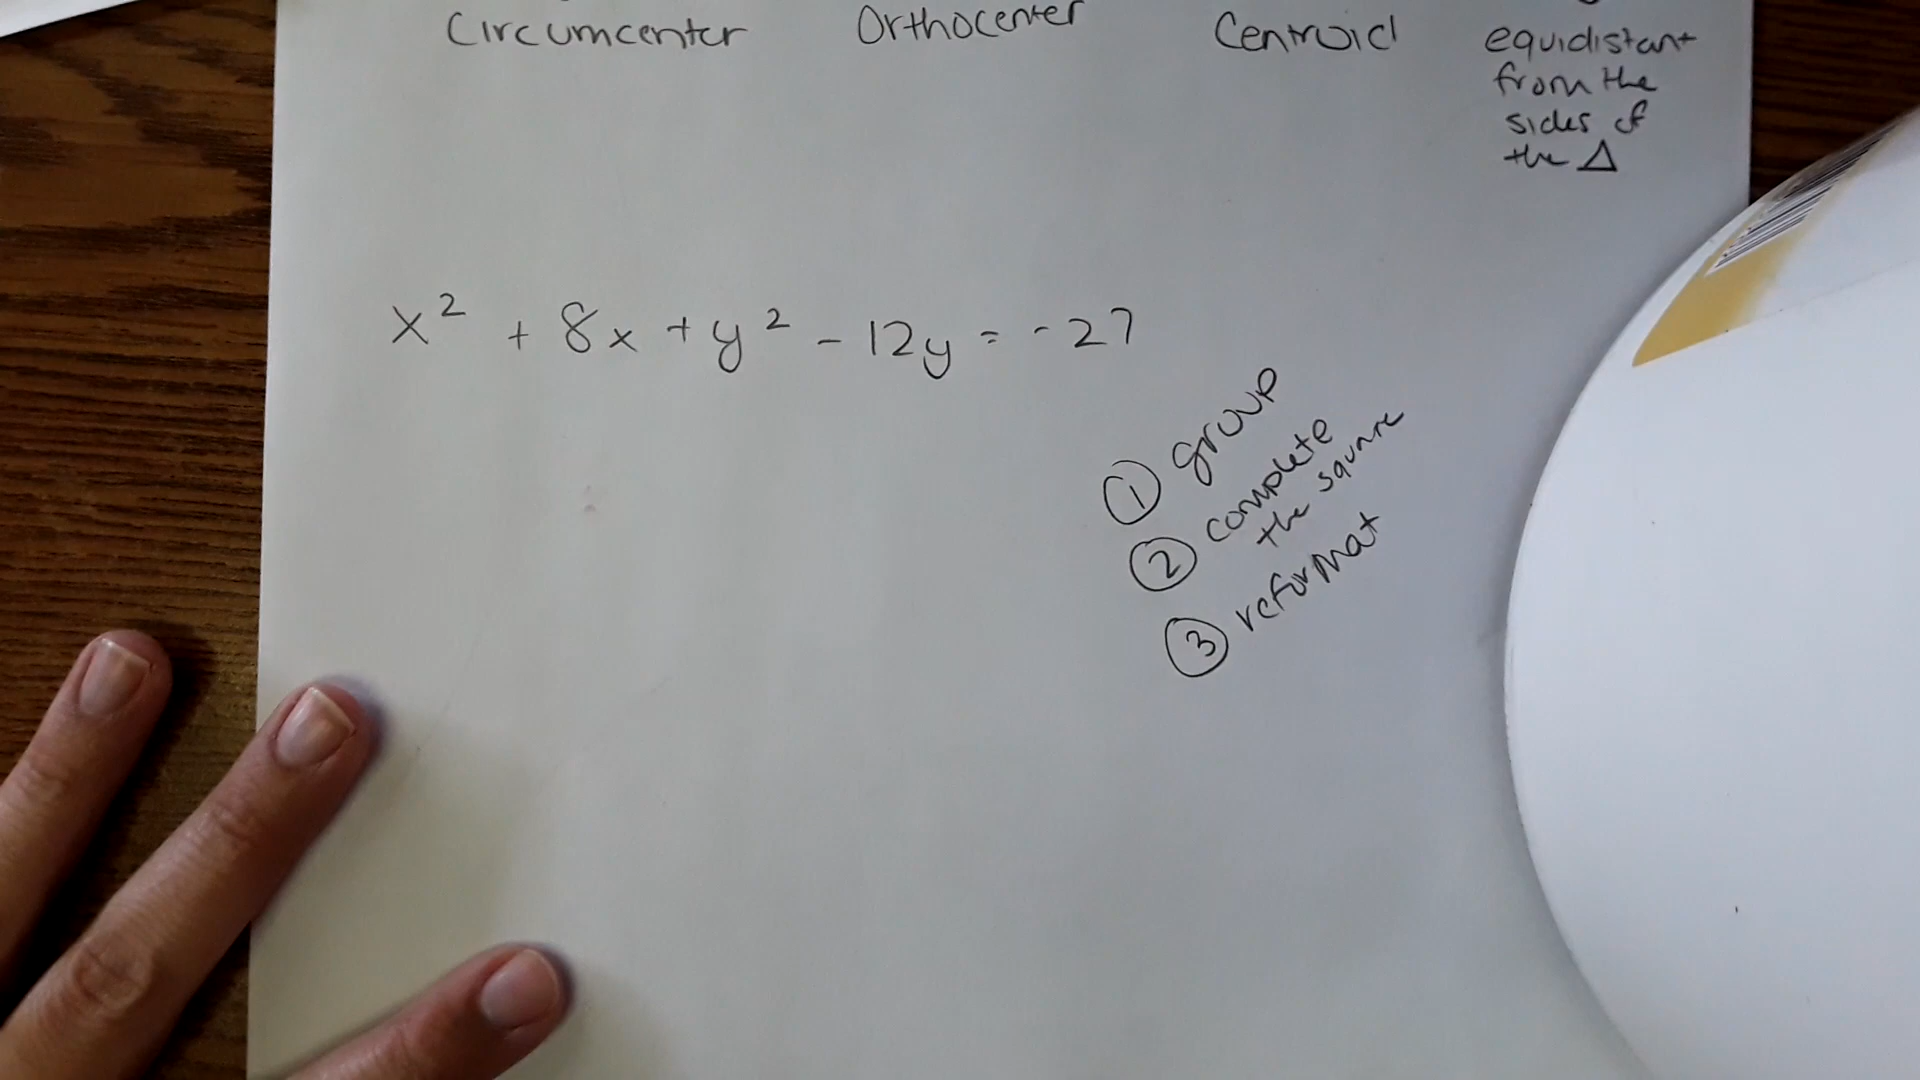 Circumcenter Orthocenter Centroid equidistant
from the
sides of
the Δ
x² + 8x + y² - 12y = -27
① group
② complete
the square
③ reformat